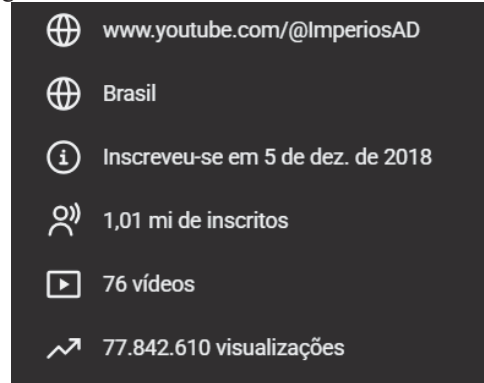 www.youtube.com/@ImperiosAD
Brasil
Inscreveu-se em 5 de dez. de 2018
1,01 mi de inscritos
76 vídeos
77.842.610 visualizações